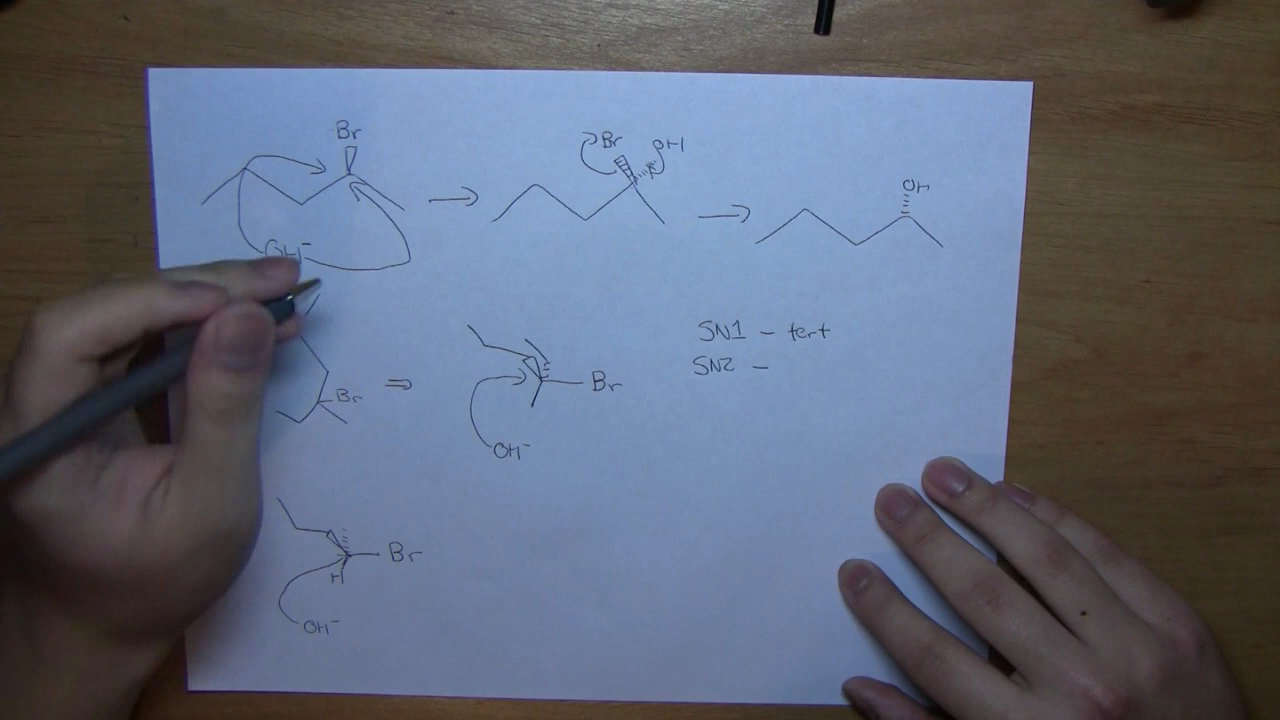 Br
Br OH
OH
OH⁻
SN1 - tert
SN2 -
Br
Br
OH⁻
Br
H
OH⁻